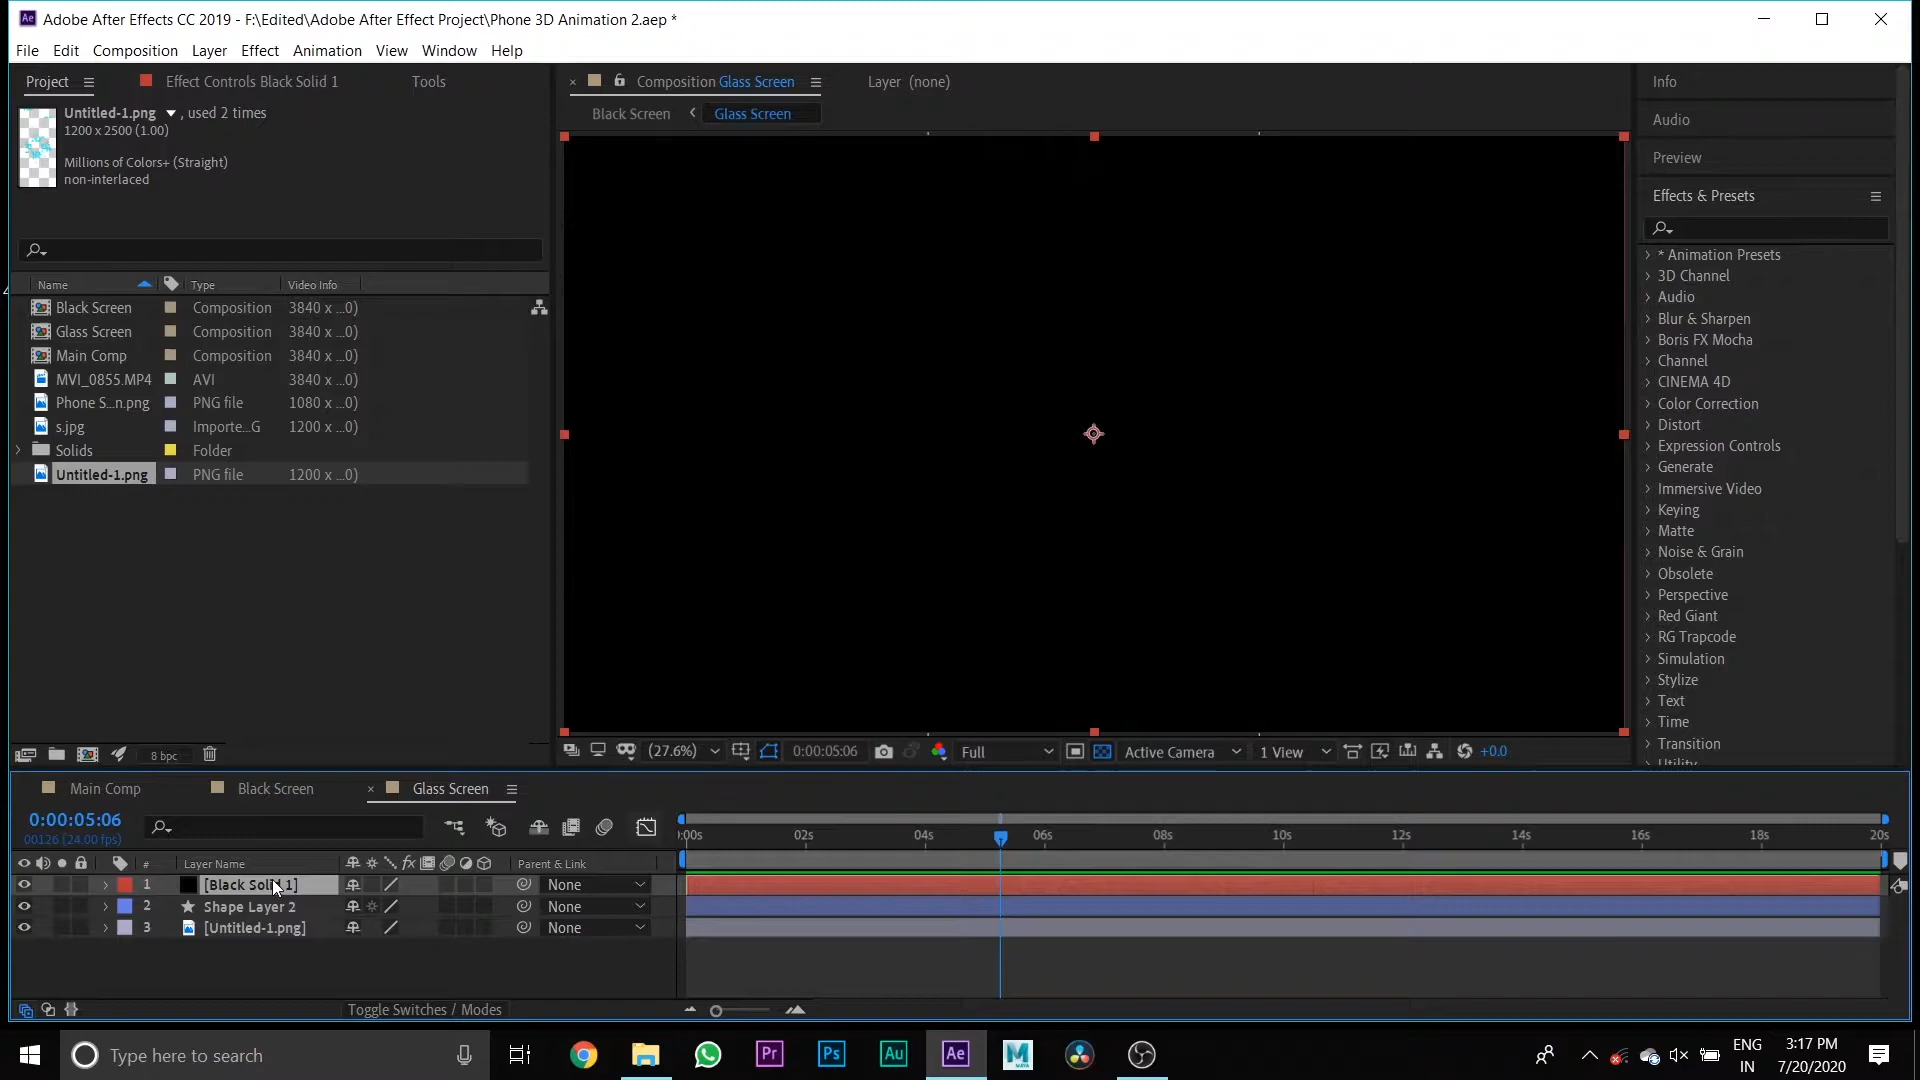 Adobe After Effects CC 2019 - F:\Edited\Adobe After Effect Project\Phone 3D Animation 2.aep *
File Edit Composition Layer Effect Animation View Window Help
Project Effect Controls Black Solid 1 Tools
Composition Glass Screen Layer (none)
Black Screen Glass Screen
Untitled-1.png , used 2 times
1200 x 2500 (1.00)
Millions of Colors+ (Straight)
non-interlaced
Name Type Video Info
Black Screen Composition 3840 x ...0)
Glass Screen Composition 3840 x ...0)
Main Comp Composition 3840 x ...0)
MVI_0855.MP4 AVI 3840 x ...0)
Phone S...n.png PNG file 1080 x ...0)
s.jpg Importe...G 1200 x ...0)
Solids Folder
Untitled-1.png PNG file 1200 x ...0)
8 bpc
(27.6%) 0:00:05:06 Full Active Camera 1 View +0.0
Info
Audio
Preview
Effects & Presets
* Animation Presets
3D Channel
Audio
Blur & Sharpen
Boris FX Mocha
Channel
CINEMA 4D
Color Correction
Distort
Expression Controls
Generate
Immersive Video
Keying
Matte
Noise & Grain
Obsolete
Perspective
Red Giant
RG Trapcode
Simulation
Stylize
Text
Time
Transition
Utility
Main Comp Black Screen Glass Screen
0:00:05:06
00126 (24.00 fps)
):00s 02s 04s 06s 08s 10s 12s 14s 16s 18s 20s
# Layer Name fx Parent & Link
1 [Black Solid 1] None
2 Shape Layer 2 None
3 [Untitled-1.png] None
Toggle Switches / Modes
Type here to search
Pr Ps Au Ae M
ENG
IN
3:17 PM
7/20/2020